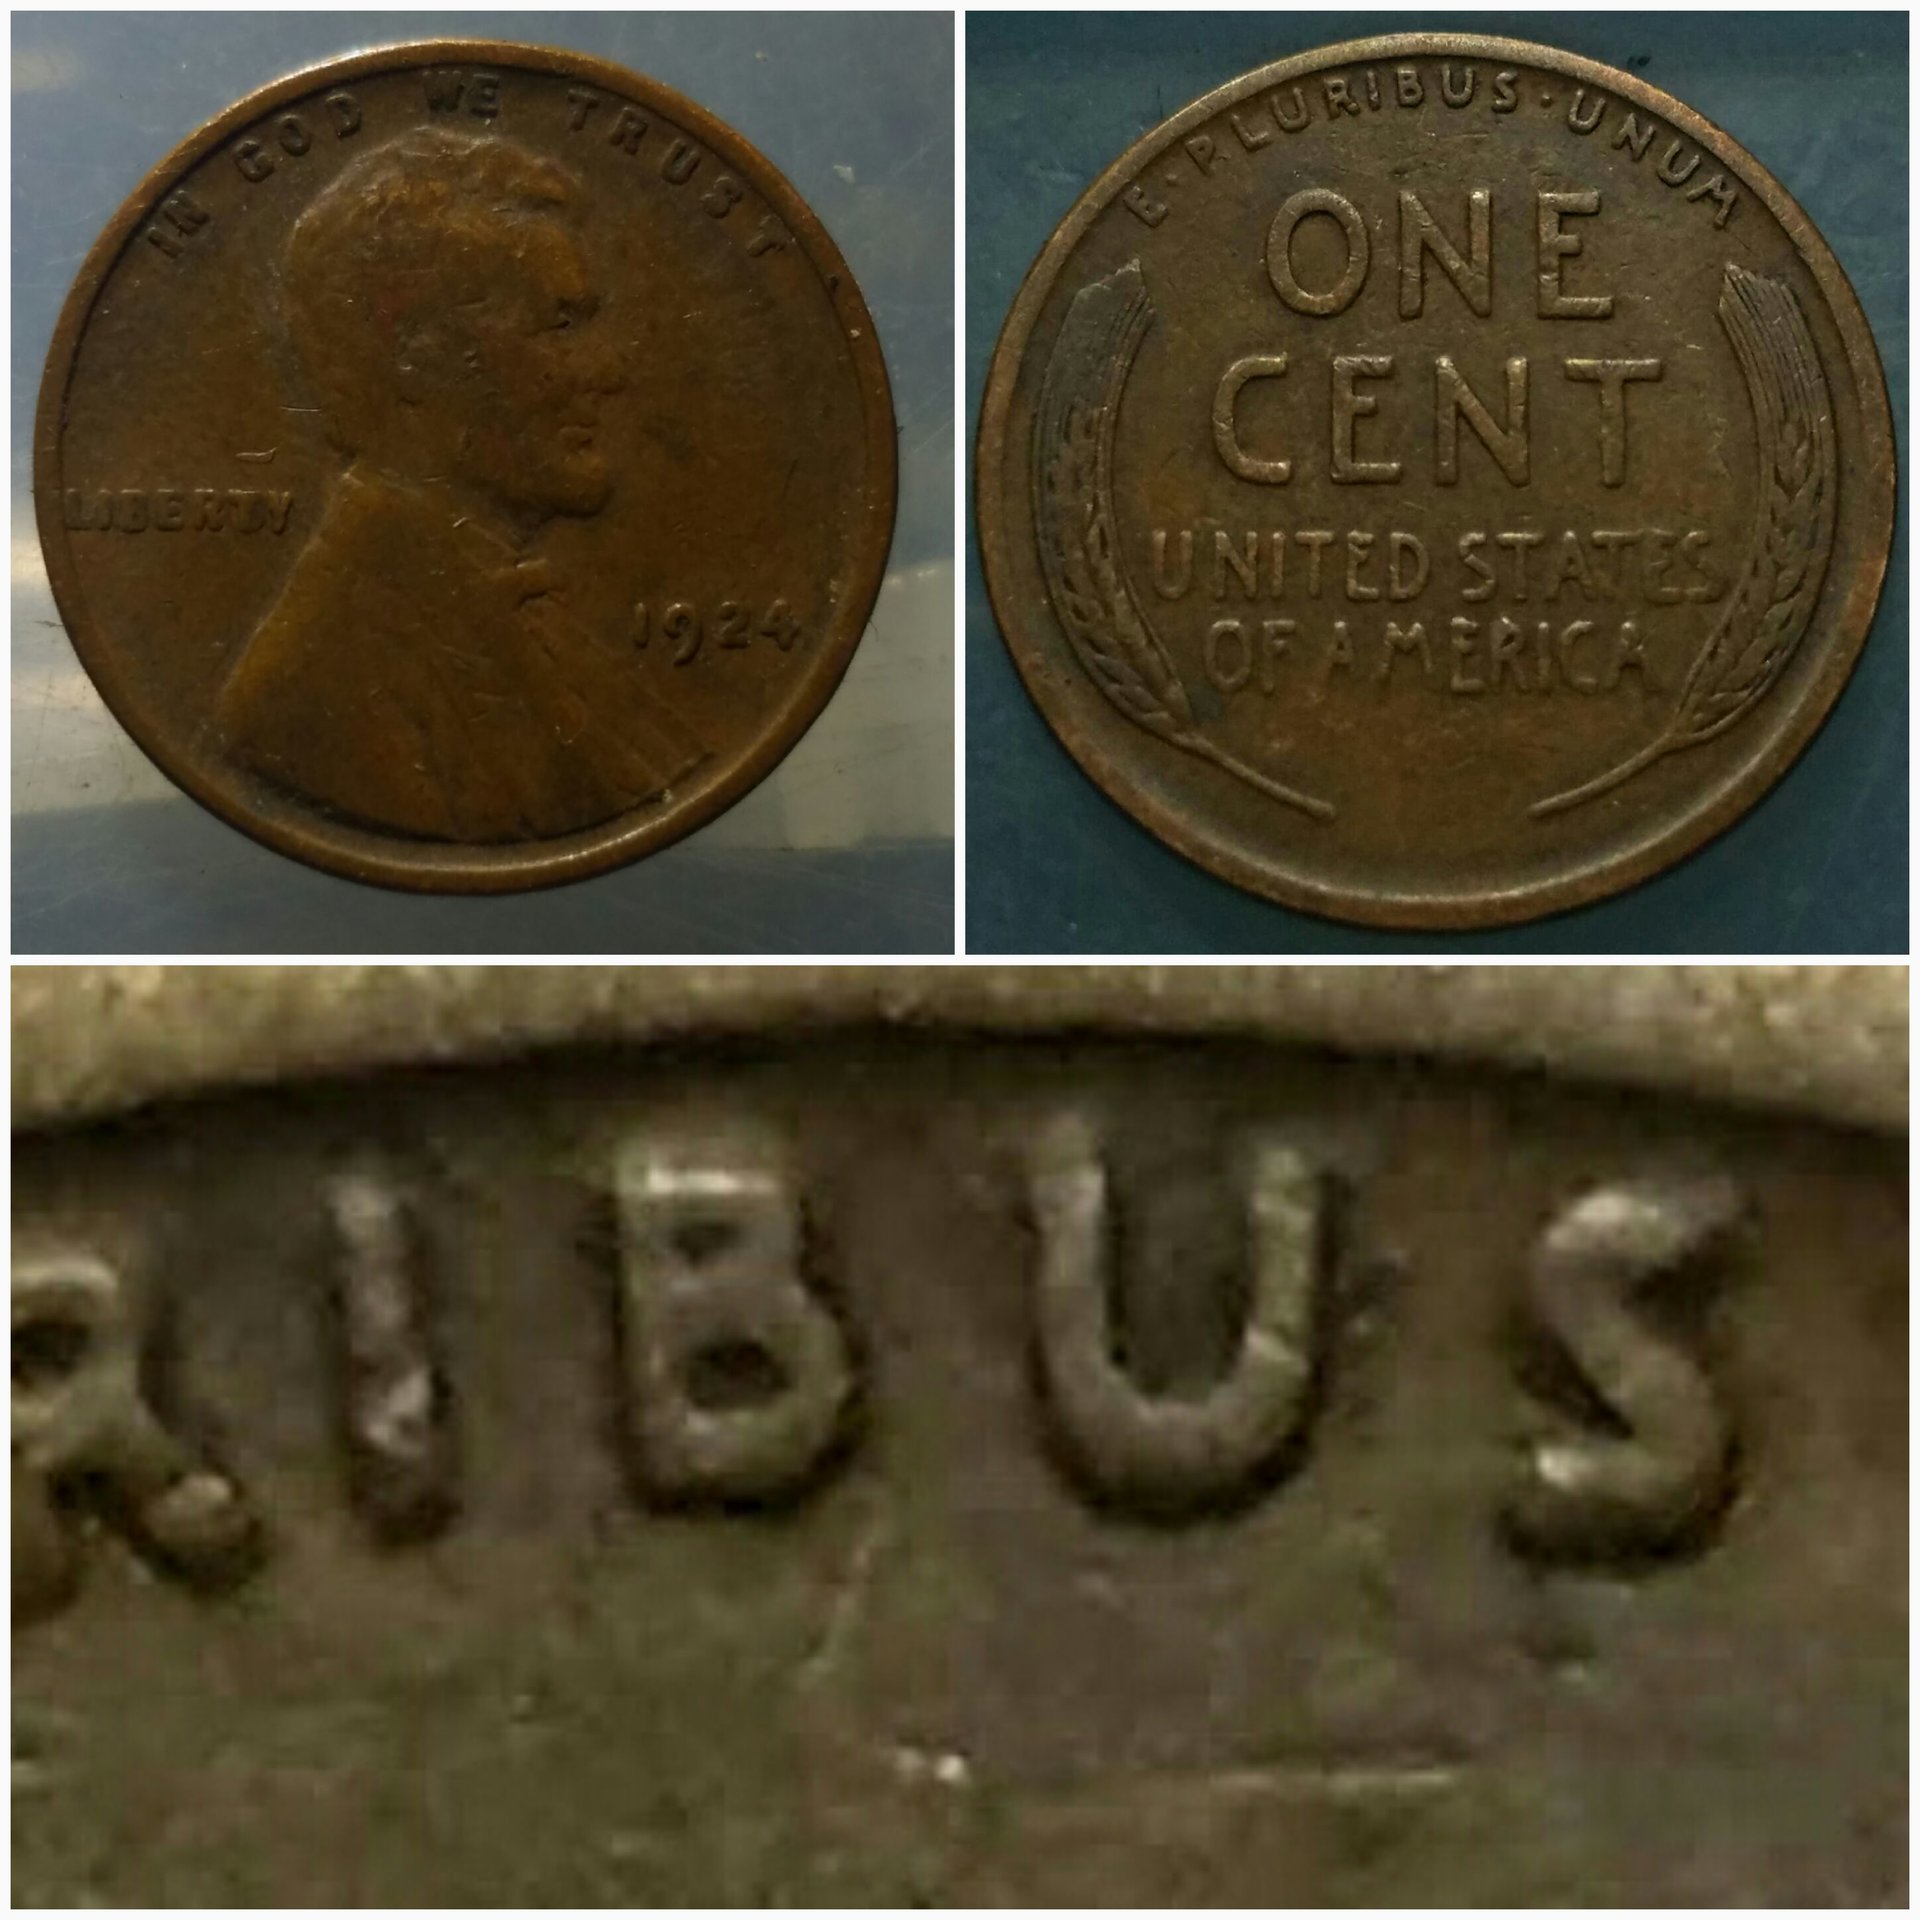 IN GOD WE TRUST
LIBERTY
1924
E·PLURIBUS·UNUM
ONE
CENT
UNITED STATES
OF AMERICA
RIBUS